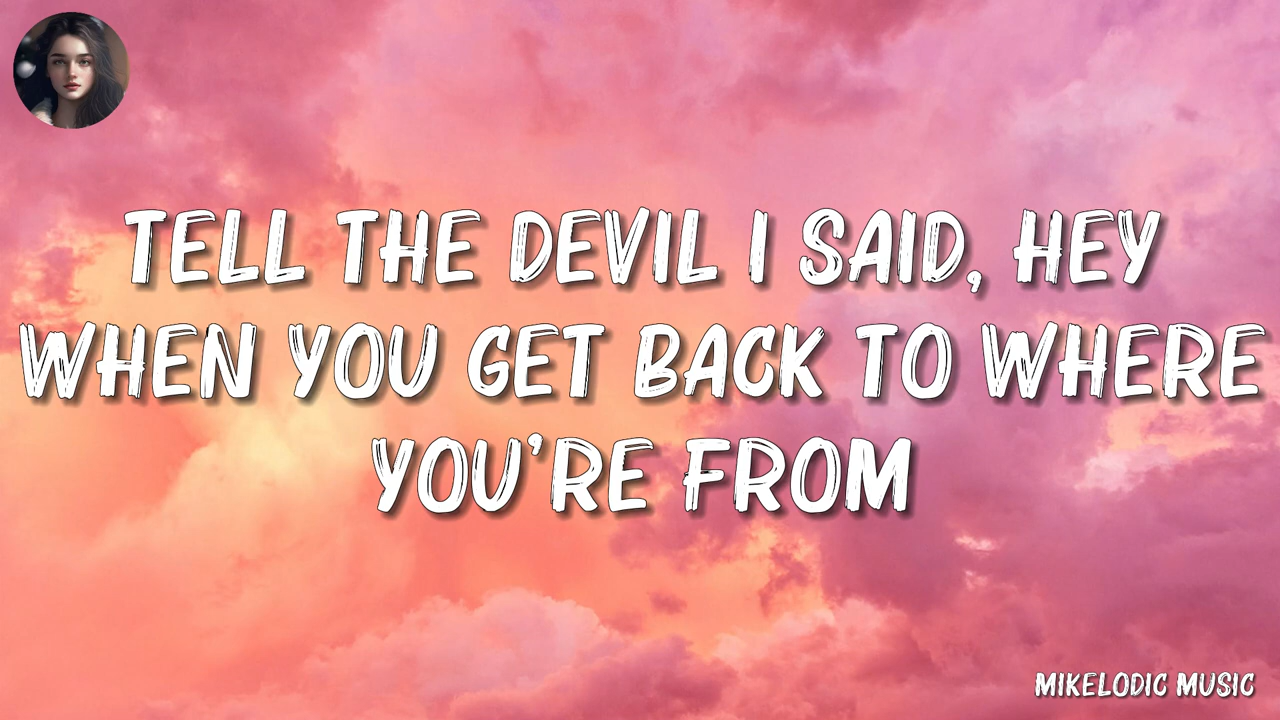 TELL THE DEVIL I SAID, HEY
WHEN YOU GET BACK TO WHERE
YOU'RE FROM
MIKELODIC MUSIC